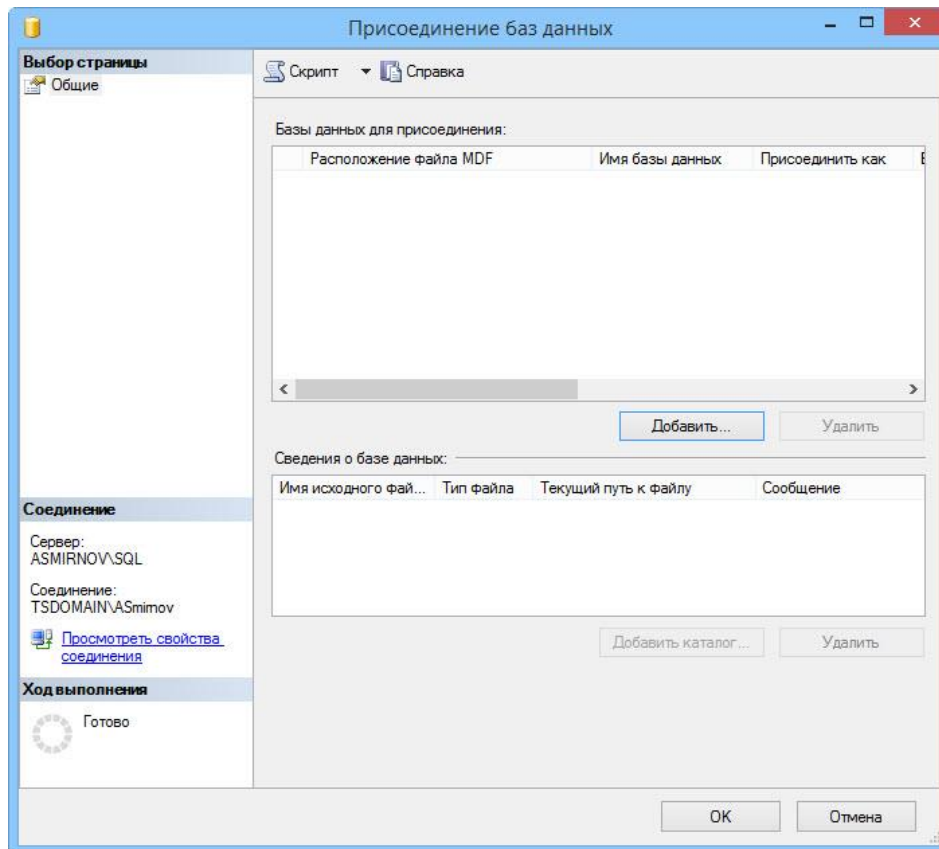 Присоединение баз данных
Выбор страницы
Общие
Скрипт
Справка
Базы данных для присоединения:
Расположение файла MDF Имя базы данных Присоединить как
Добавить... Удалить
Сведения о базе данных:
Имя исходного фай... Тип файла Текущий путь к файлу Сообщение
Добавить каталог... Удалить
Соединение
Сервер:
ASMIRNOV\SQL
Соединение:
TSDOMAIN\ASmirnov
Просмотреть свойства
соединения
Ход выполнения
Готово
OK Отмена